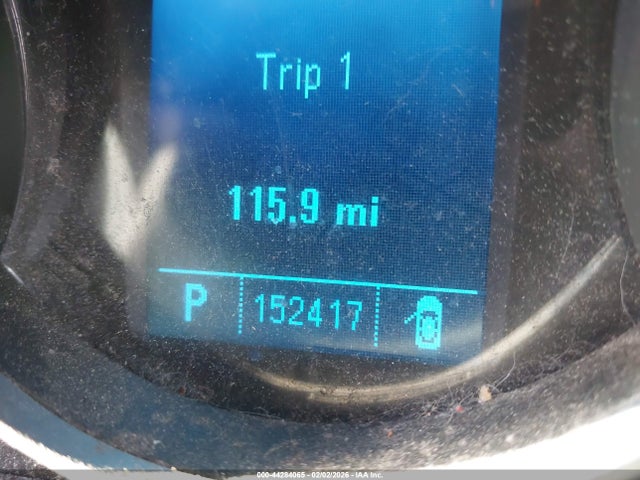 Trip 1
115.9 mi
P 152417
000-44284065 - 02/02/2026 - IAA Inc.